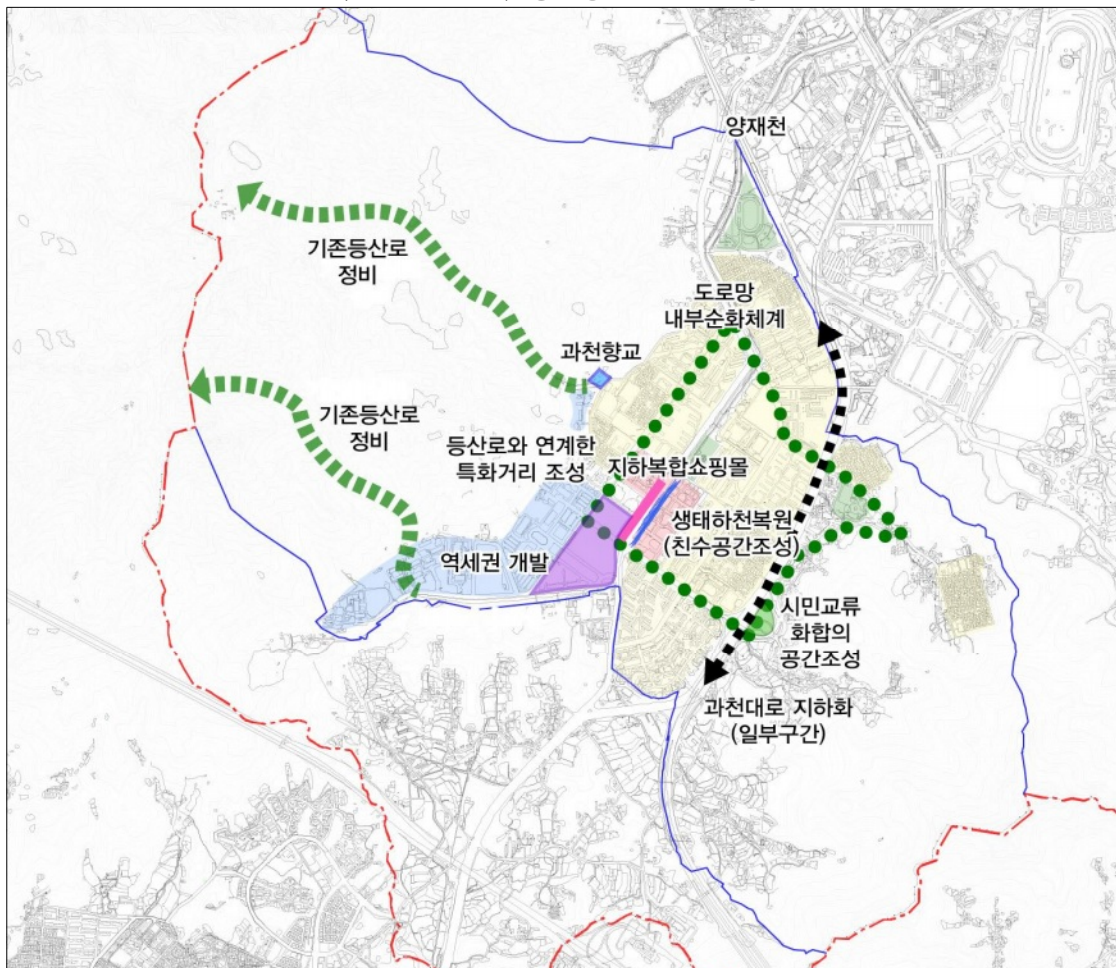 양재천
기존등산로
정비
도로망
내부순화체계
과천향교
기존등산로
정비
등산로와 연계한
특화거리 조성
지하복합쇼핑몰
생태하천복원
(친수공간조성)
역세권 개발
시민교류
화합의
공간조성
과천대로 지하화
(일부구간)